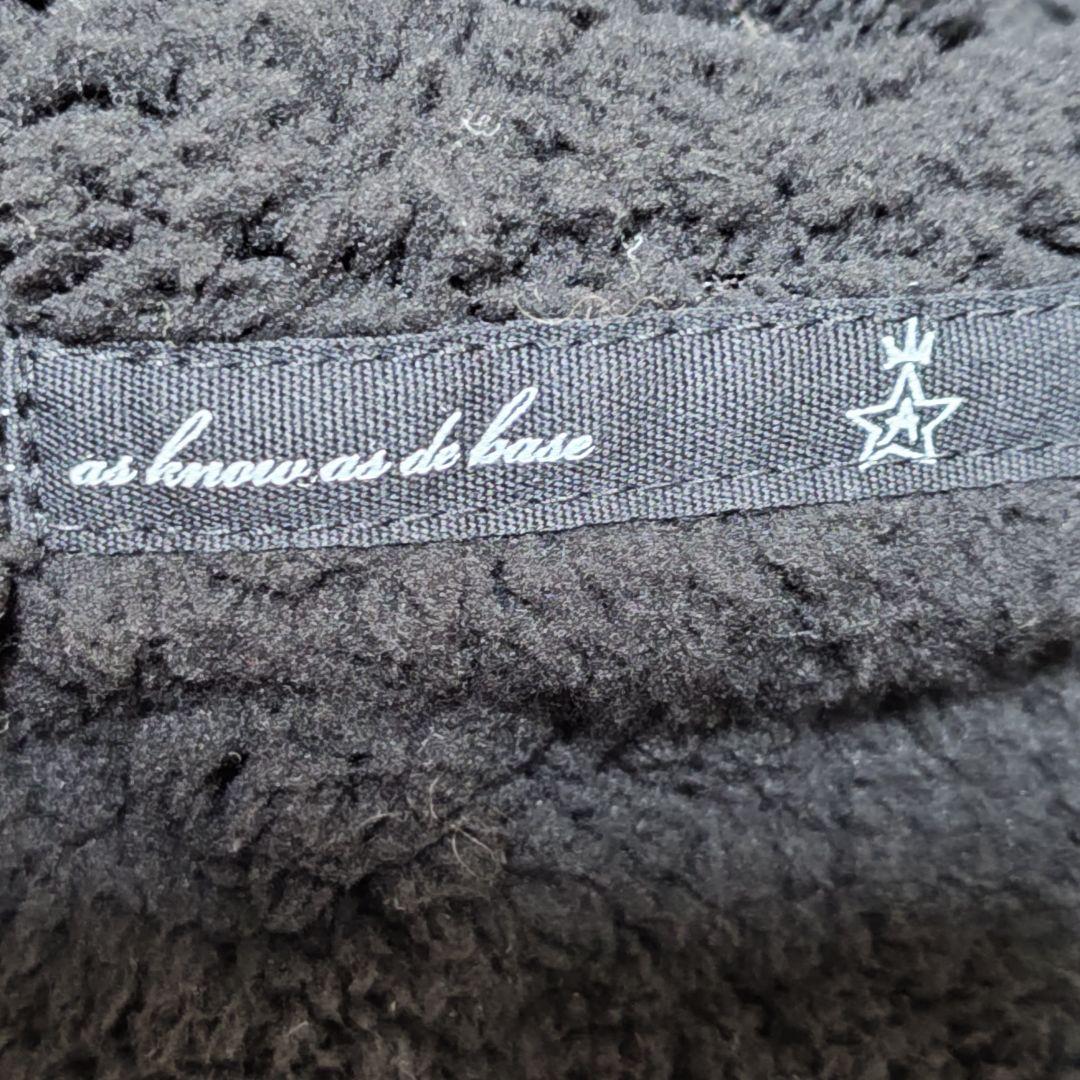 as know as de base
A